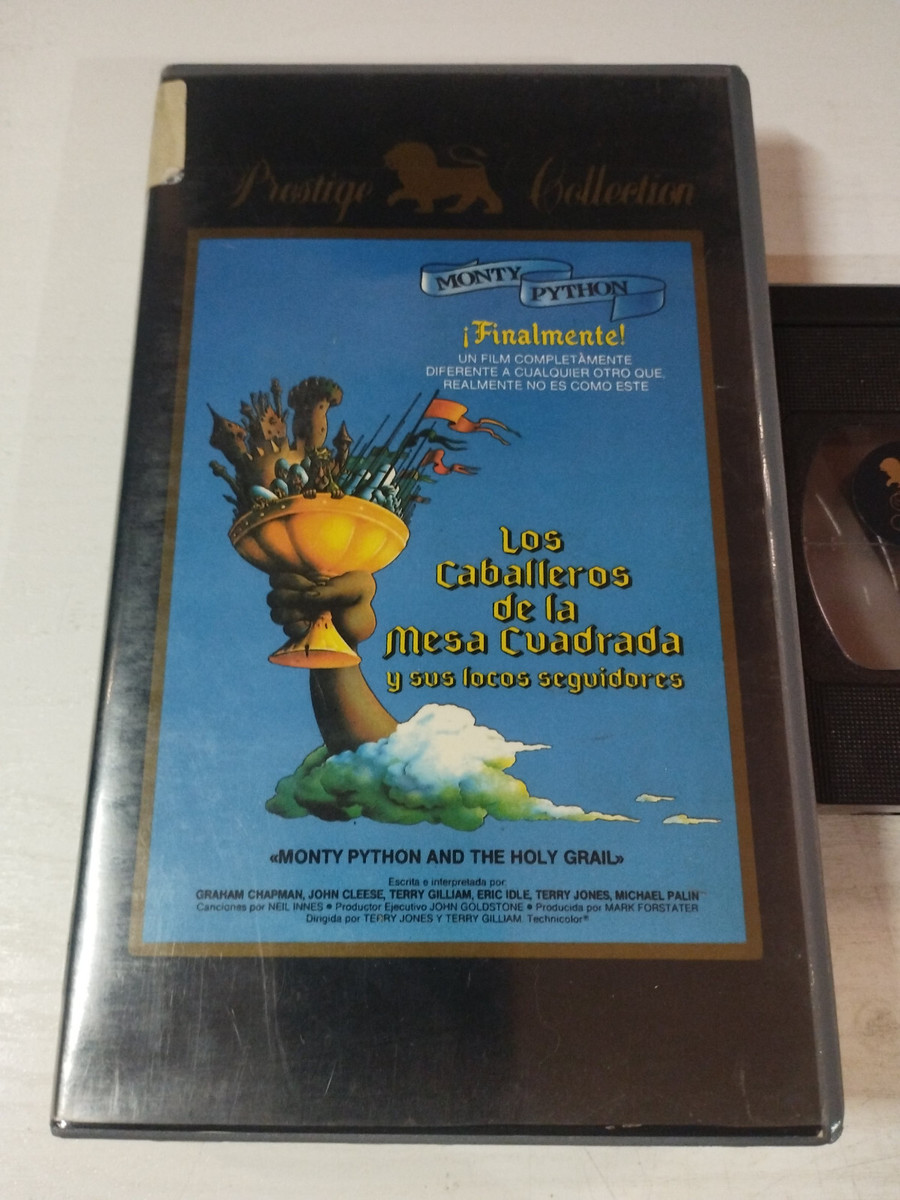 Prestige Collection
MONTY PYTHON
¡Finalmente!
UN FILM COMPLETÀMENTE
DIFERENTE A CUALQUIER OTRO QUE,
REALMENTE NO ES COMO ESTE
Los
Caballeros
de la
Mesa Cuadrada
y sus locos seguidores
«MONTY PYTHON AND THE HOLY GRAIL»
Escrita e interpretada por:
GRAHAM CHAPMAN, JOHN CLEESE, TERRY GILLIAM, ERIC IDLE, TERRY JONES, MICHAEL PALIN
Canciones por NEIL INNES • Productor Ejecutivo JOHN GOLDSTONE • Producida por MARK FORSTATER
Dirigida por TERRY JONES Y TERRY GILLIAM. Technicolor®